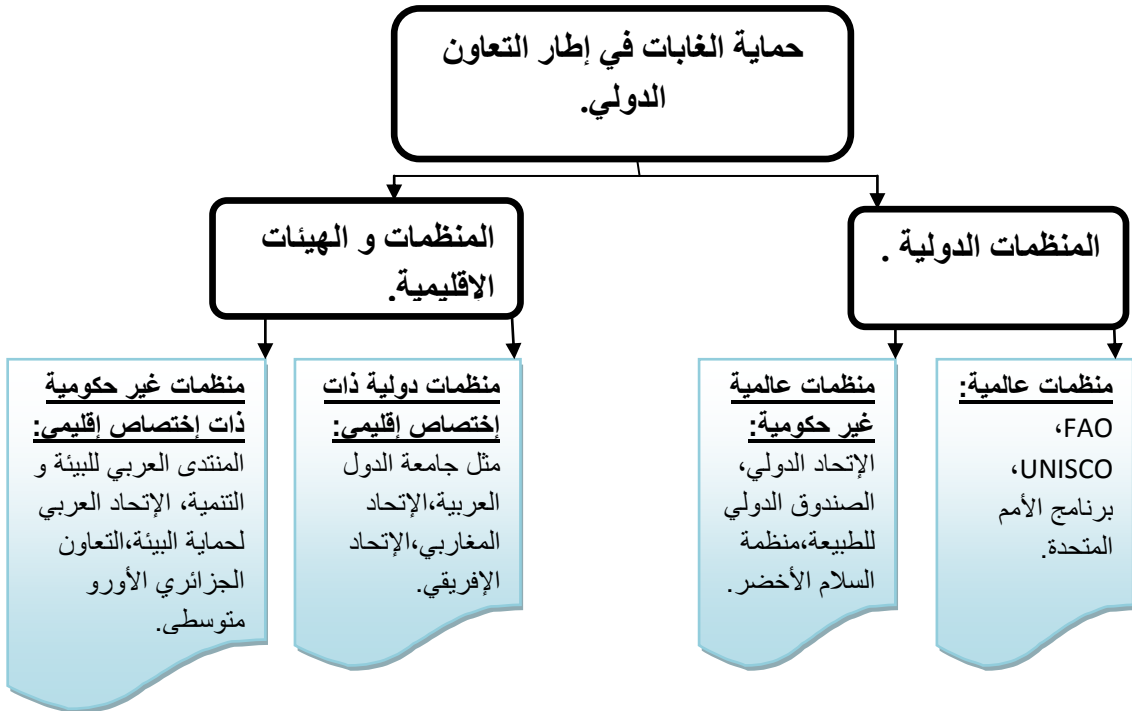 حماية الغابات في إطار التعاون
الدولي.
المنظمات الدولية .
المنظمات و الهيئات
الإقليمية.
منظمات عالمية:
FAO،
UNISCO،
برنامج الأمم
المتحدة.
منظمات عالمية
غير حكومية:
الإتحاد الدولي،
الصندوق الدولي
للطبيعة،منظمة
السلام الأخضر.
منظمات دولية ذات
إختصاص إقليمي:
مثل جامعة الدول
العربية،الإتحاد
المغاربي،الإتحاد
الإفريقي.
منظمات غير حكومية
ذات إختصاص إقليمي:
المنتدى العربي للبيئة و
التنمية، الإتحاد العربي
لحماية البيئة،التعاون
الجزائري الأورو
متوسطي.